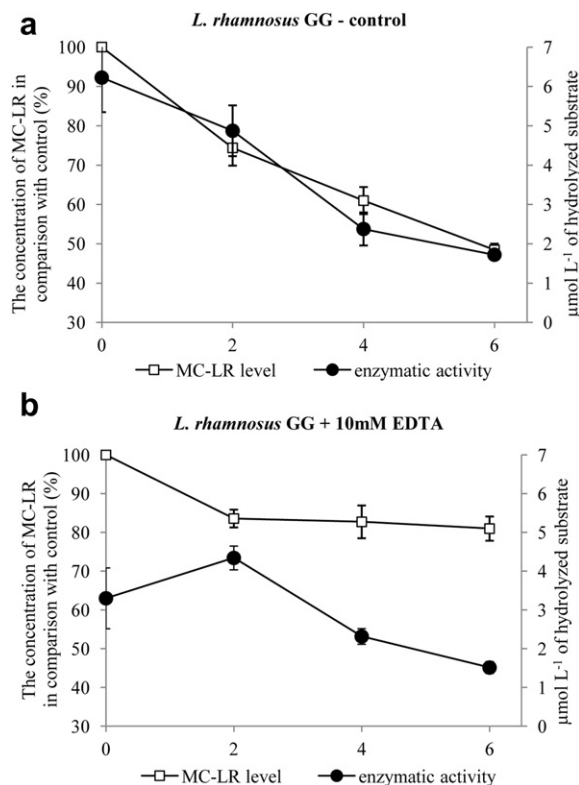 a
L. rhamnosus GG - control
The concentration of MC-LR in
comparison with control (%)
100
90
80
70
60
50
40
30
7
6
5
4
3
2
1
0
µmol L-1 of hydrolyzed substrate
0 2 4 6
MC-LR level enzymatic activity
b
L. rhamnosus GG + 10mM EDTA
The concentration of MC-LR
in comparison with control (%)
100
90
80
70
60
50
40
30
7
6
5
4
3
2
1
0
µmol L-1 of hydrolyzed substrate
0 2 4 6
MC-LR level enzymatic activity